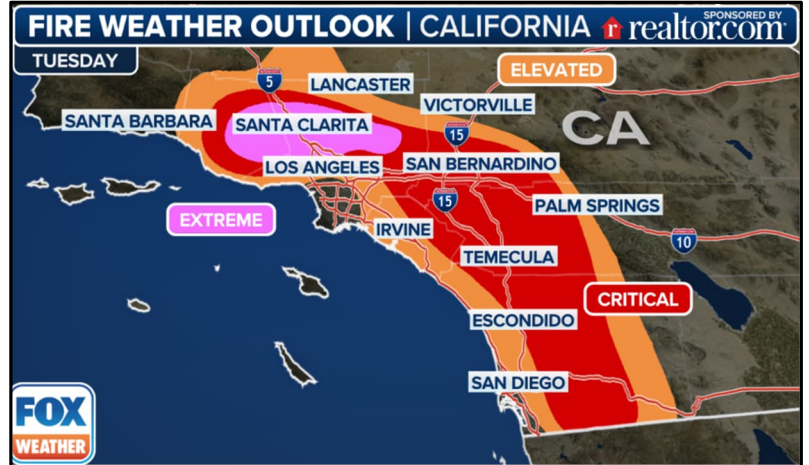 FIRE WEATHER OUTLOOK | CALIFORNIA
SPONSORED BY
realtor.com
TUESDAY
ELEVATED
5
LANCASTER
VICTORVILLE
SANTA BARBARA
SANTA CLARITA
15
CA
LOS ANGELES
SAN BERNARDINO
15
PALM SPRINGS
EXTREME
IRVINE
10
TEMECULA
CRITICAL
ESCONDIDO
SAN DIEGO
FOX
WEATHER